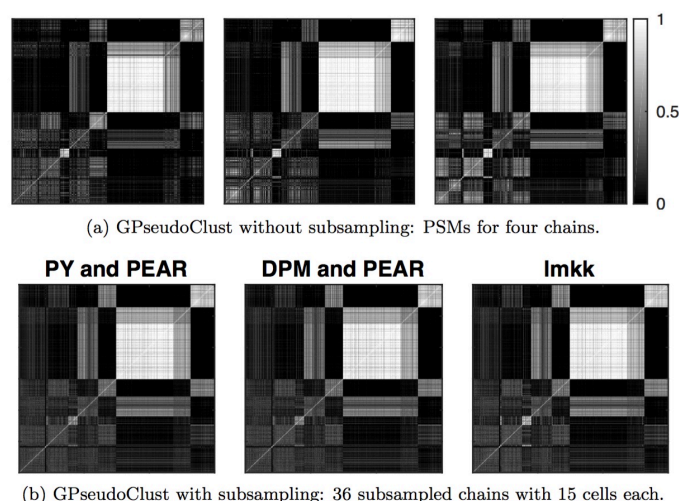 1
0.5
0
(a) GPseudoClust without subsampling: PSMs for four chains.
PY and PEAR DPM and PEAR lmkk
(b) GPseudoClust with subsampling: 36 subsampled chains with 15 cells each.